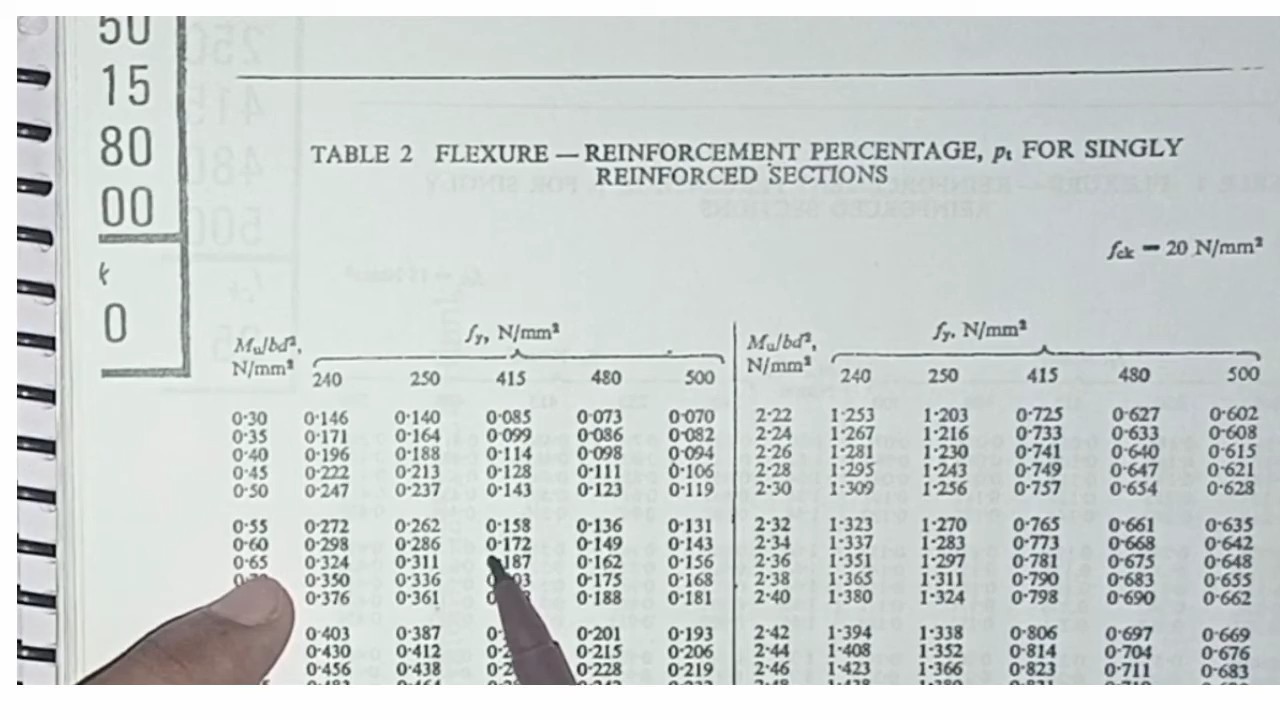 50
15
80
00
k
0
TABLE 2 FLEXURE — REINFORCEMENT PERCENTAGE, pt FOR SINGLY
REINFORCED SECTIONS
fck = 20 N/mm²
Mu/bd², fy, N/mm² Mu/bd², fy, N/mm²
N/mm² 240 250 415 480 500 N/mm² 240 250 415 480 500
0·30 0·146 0·140 0·085 0·073 0·070 2·22 1·253 1·203 0·725 0·627 0·602
0·35 0·171 0·164 0·099 0·086 0·082 2·24 1·267 1·216 0·733 0·633 0·608
0·40 0·196 0·188 0·114 0·098 0·094 2·26 1·281 1·230 0·741 0·640 0·615
0·45 0·222 0·213 0·128 0·111 0·106 2·28 1·295 1·243 0·749 0·647 0·621
0·50 0·247 0·237 0·143 0·123 0·119 2·30 1·309 1·256 0·757 0·654 0·628
0·55 0·272 0·262 0·158 0·136 0·131 2·32 1·323 1·270 0·765 0·661 0·635
0·60 0·298 0·286 0·172 0·149 0·143 2·34 1·337 1·283 0·773 0·668 0·642
0·65 0·324 0·311 ·187 0·162 0·156 2·36 1·351 1·297 0·781 0·675 0·648
0·350 0·336 0·175 0·168 2·38 1·365 1·311 0·790 0·683 0·655
0·376 0·361 0·188 0·181 2·40 1·380 1·324 0·798 0·690 0·662
0·403 0·387 0·201 0·193 2·42 1·394 1·338 0·806 0·697 0·669
0·430 0·412 0·215 0·206 2·44 1·408 1·352 0·814 0·704 0·676
0·456 0·438 0·228 0·219 2·46 1·423 1·366 0·823 0·711 0·683